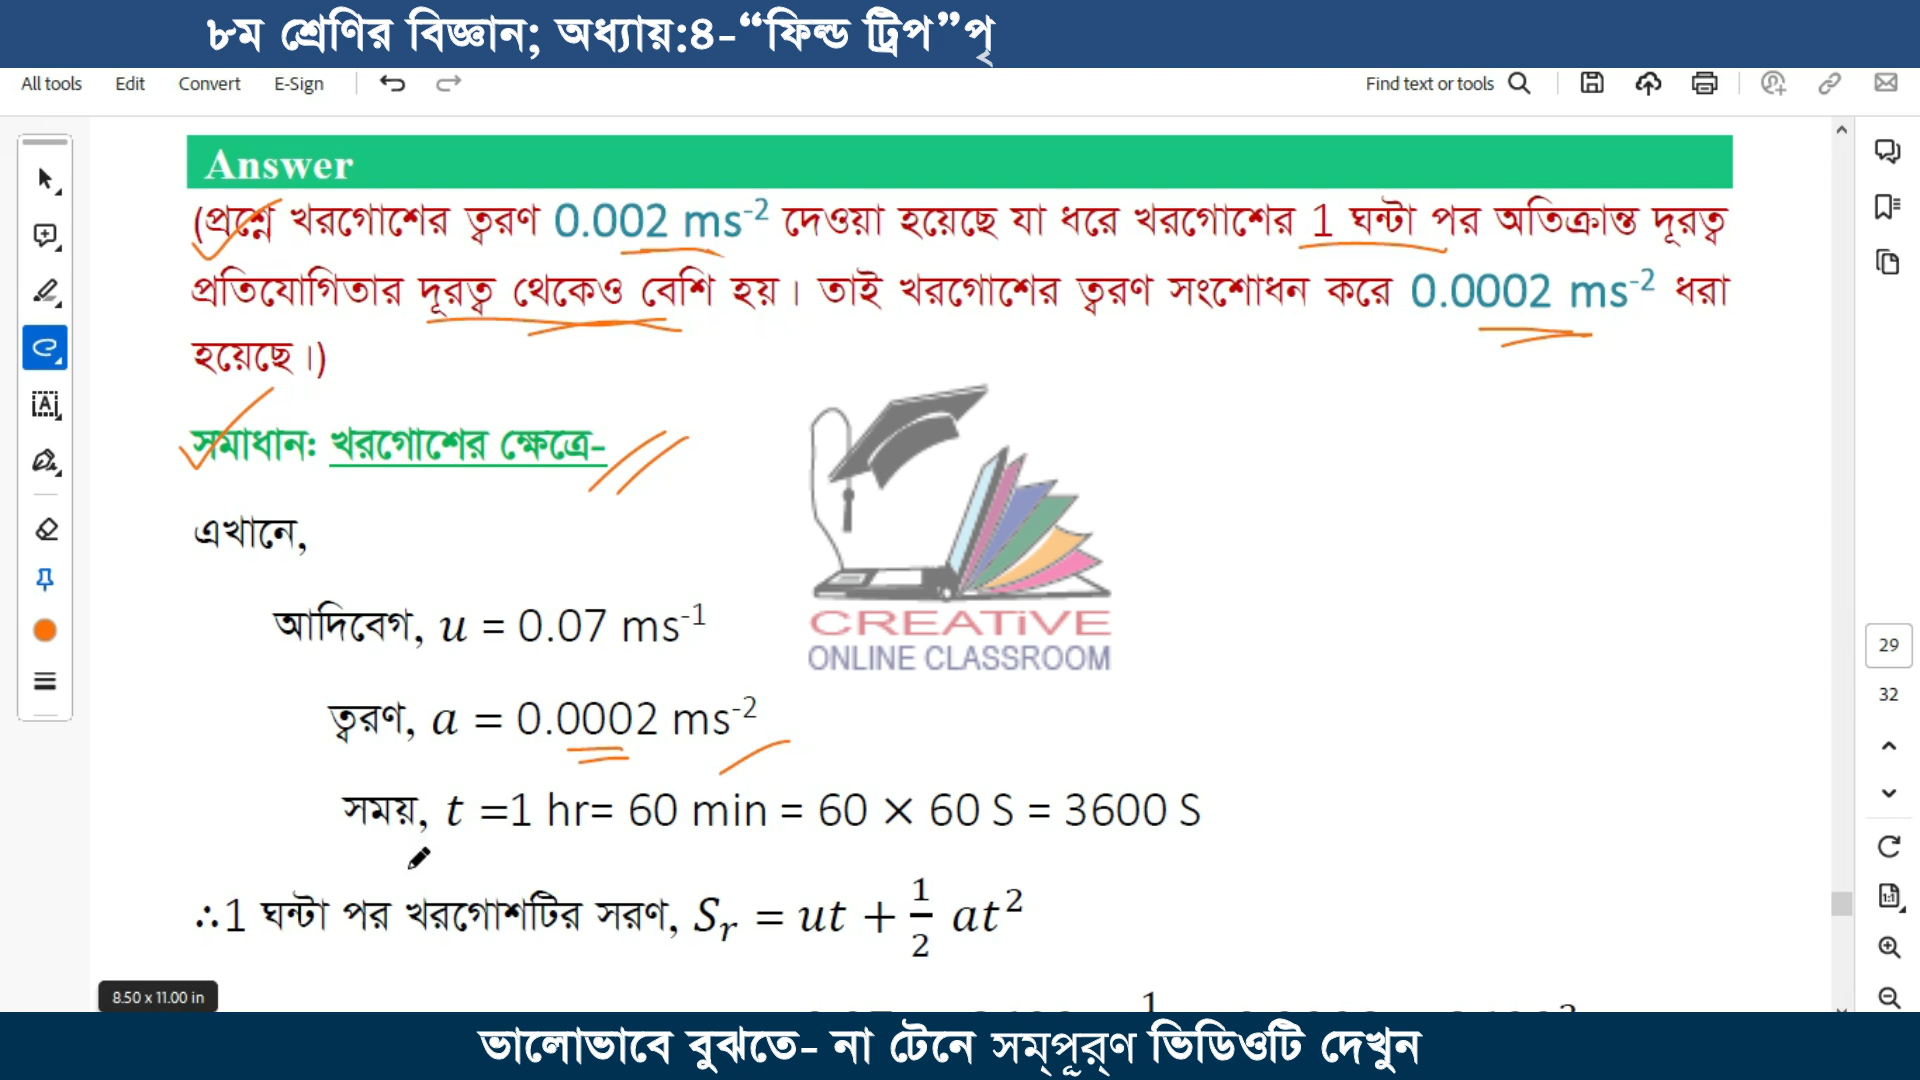 ৮ম শ্রেণির বিজ্ঞান; অধ্যায়:৪-“ফিল্ড ট্রিপ”পৃ
All tools Edit Convert E-Sign Find text or tools
Answer
(প্রশ্নে খরগোশের ত্বরণ 0.002 ms⁻² দেওয়া হয়েছে যা ধরে খরগোশের 1 ঘন্টা পর অতিক্রান্ত দূরত্ব
প্রতিযোগিতার দূরত্ব থেকেও বেশি হয়। তাই খরগোশের ত্বরণ সংশোধন করে 0.0002 ms⁻² ধরা
হয়েছে।)
সমাধান: খরগোশের ক্ষেত্রে-
এখানে,
আদিবেগ, u = 0.07 ms⁻¹
ত্বরণ, a = 0.0002 ms⁻²
সময়, t =1 hr= 60 min = 60 × 60 S = 3600 S
∴1 ঘন্টা পর খরগোশটির সরণ, Sᵣ = ut + 1/2 at²
CREATiVE
ONLINE CLASSROOM
29
32
8.50 x 11.00 in
ভালোভাবে বুঝতে- না টেনে সম্পূর্ণ ভিডিওটি দেখুন